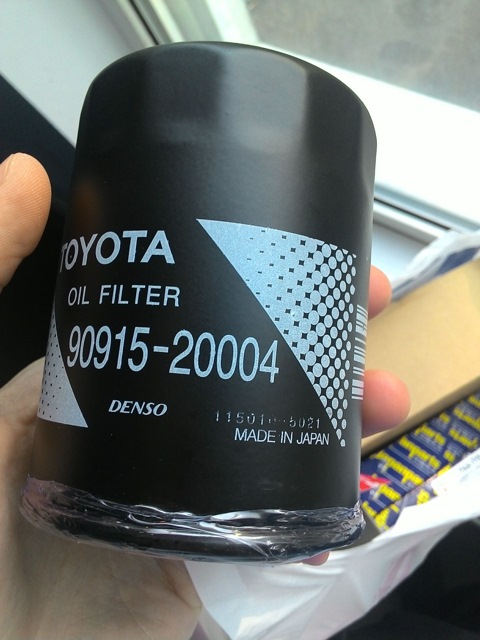 TOYOTA
OIL FILTER
90915-20004
DENSO
MADE IN JAPAN